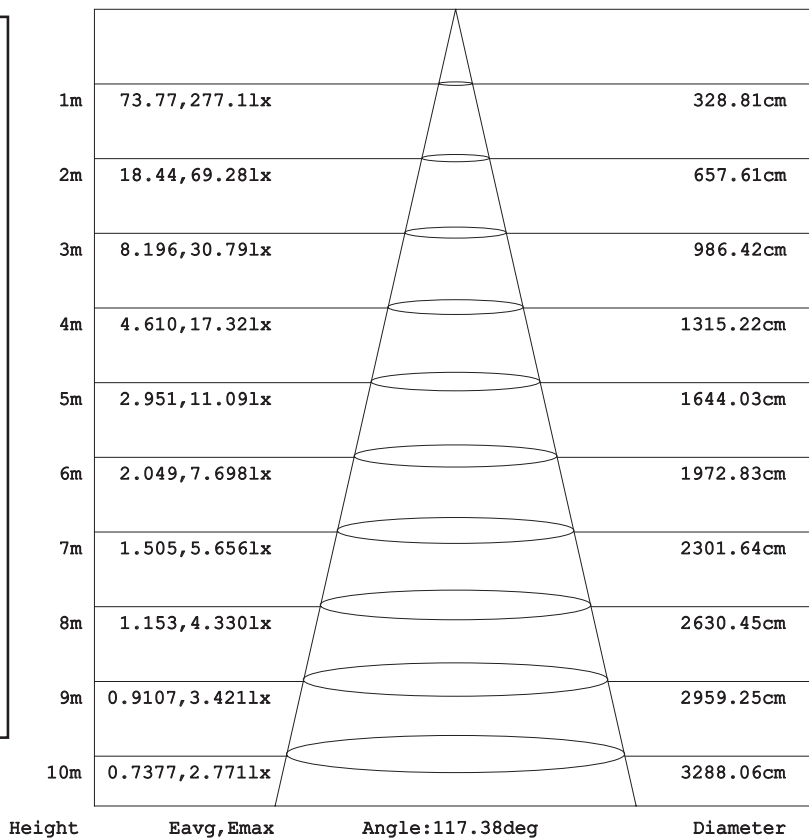 1m 73.77,277.1lx 328.81cm
2m 18.44,69.28lx 657.61cm
3m 8.196,30.79lx 986.42cm
4m 4.610,17.32lx 1315.22cm
5m 2.951,11.09lx 1644.03cm
6m 2.049,7.698lx 1972.83cm
7m 1.505,5.656lx 2301.64cm
8m 1.153,4.330lx 2630.45cm
9m 0.9107,3.421lx 2959.25cm
10m 0.7377,2.771lx 3288.06cm
Height Eavg,Emax Angle:117.38deg Diameter